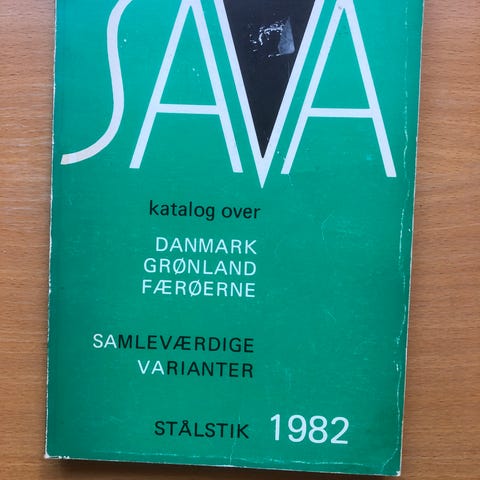 SAVA
katalog over
DANMARK
GRØNLAND
FÆRØERNE
SAMLEVÆRDIGE
VARIANTER
STÅLSTIK 1982